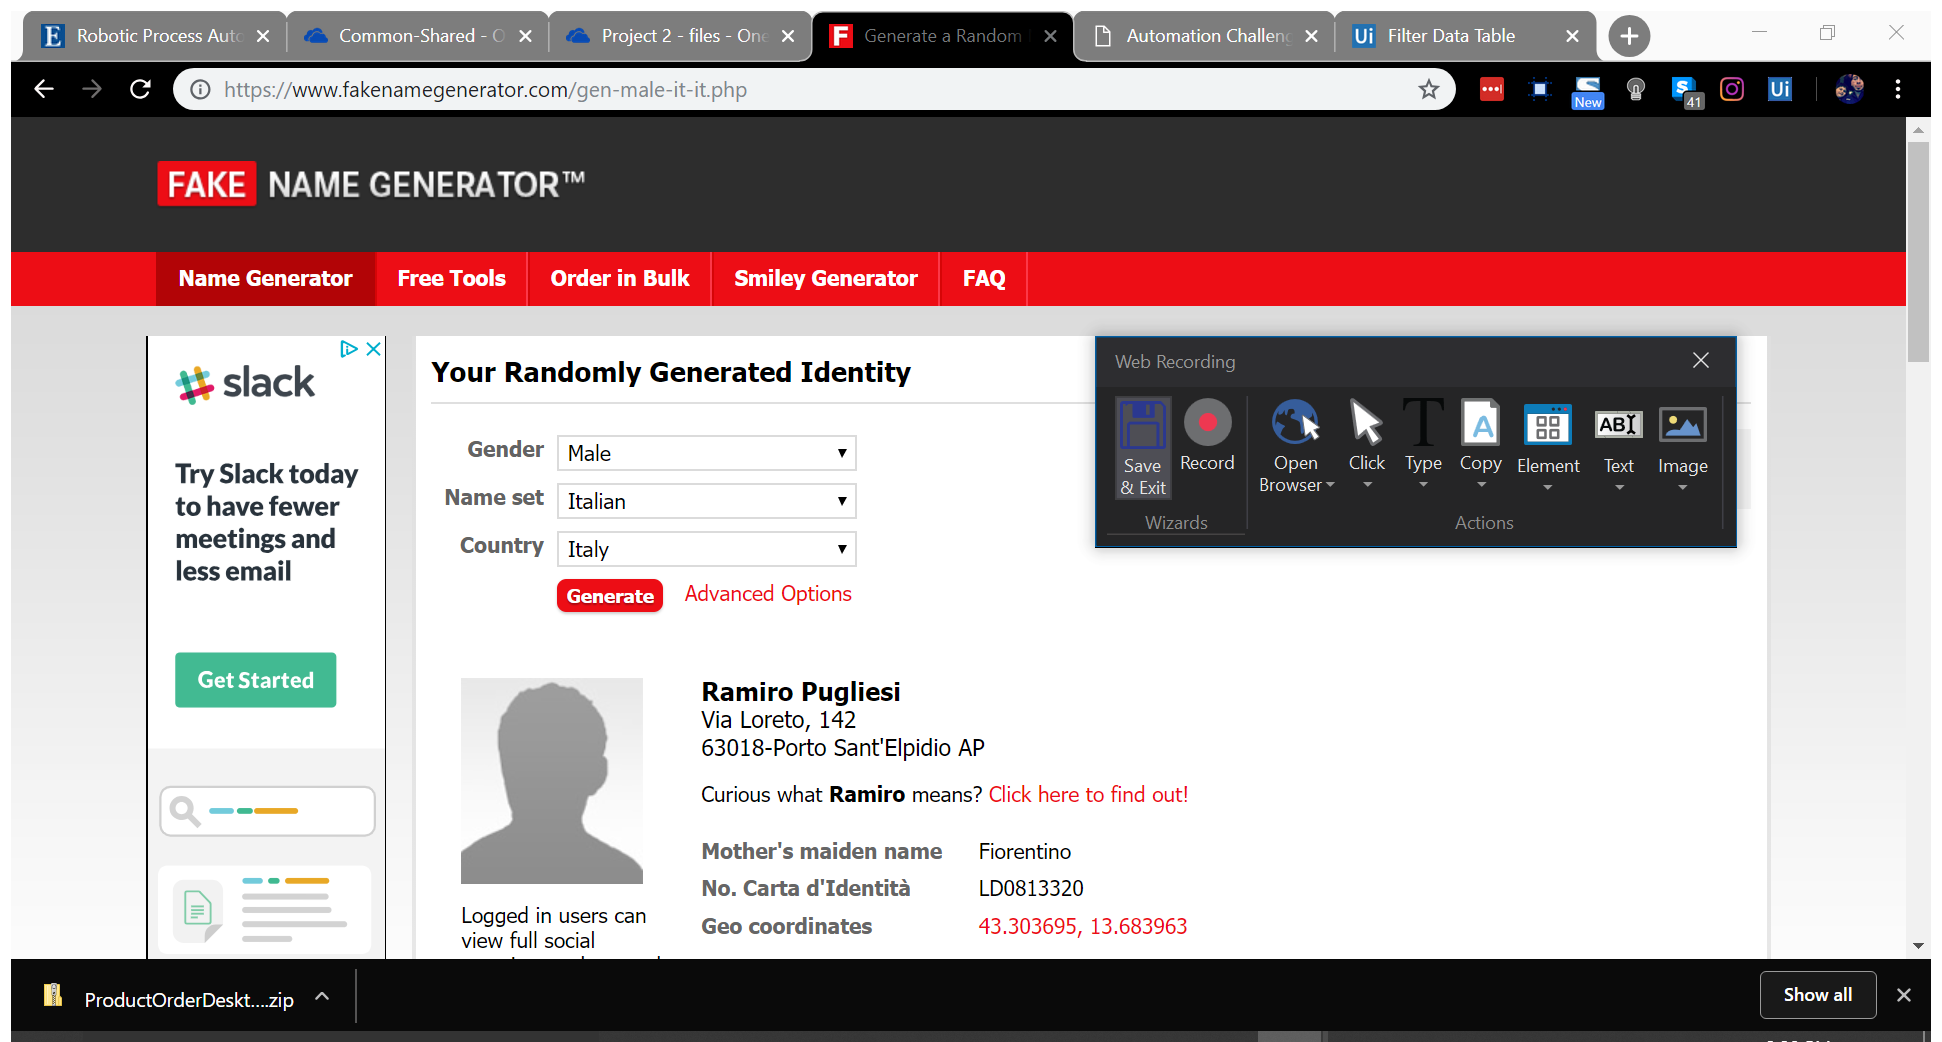 Robotic Process Auto
Common-Shared - O
Project 2 - files - One
Generate a Random
Automation Challeng
Filter Data Table
https://www.fakenamegenerator.com/gen-male-it-it.php
New
41
Ui
FAKE NAME GENERATOR™
Name Generator
Free Tools
Order in Bulk
Smiley Generator
FAQ
slack
Try Slack today
to have fewer
meetings and
less email
Get Started
Your Randomly Generated Identity
Gender Male
Name set Italian
Country Italy
Generate Advanced Options
Web Recording
Save
& Exit
Record
Open
Browser
Click
Type
Copy
Element
Text
Image
Wizards
Actions
Ramiro Pugliesi
Via Loreto, 142
63018-Porto Sant'Elpidio AP
Curious what Ramiro means? Click here to find out!
Mother's maiden name Fiorentino
No. Carta d'Identità LD0813320
Geo coordinates 43.303695, 13.683963
Logged in users can
view full social
ProductOrderDeskt....zip
Show all